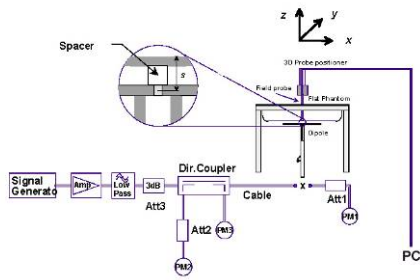 z
y
x
Spacer
s
3D Probe positioner
Field probe
Flat Phantom
Dipole
Signal
Generato
Amp
Low
Pass
3dB
Att3
Dir.Coupler
Cable
x
Att1
PM1
Att2
PM3
PM2
PC